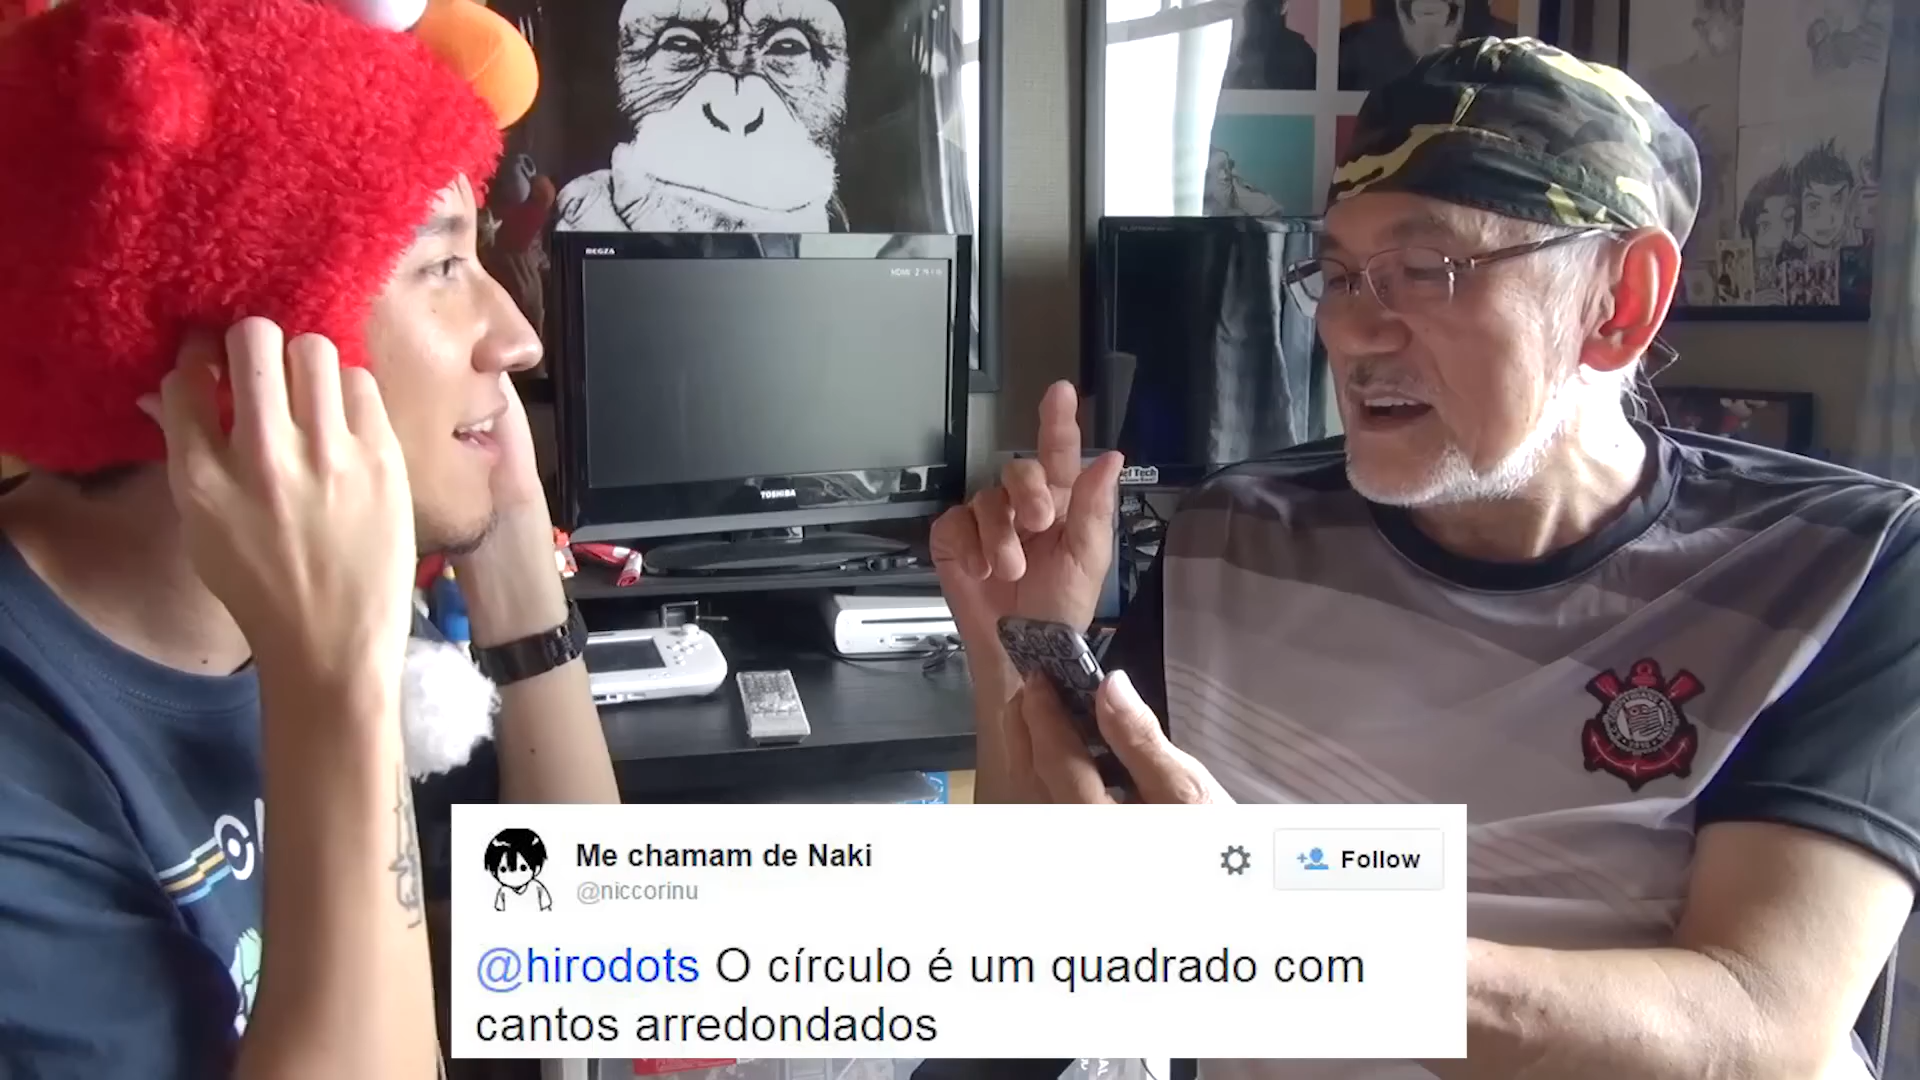 REGZA
TOSHIBA
Me chamam de Naki
@niccorinu
Follow
@hirodots O círculo é um quadrado com
cantos arredondados